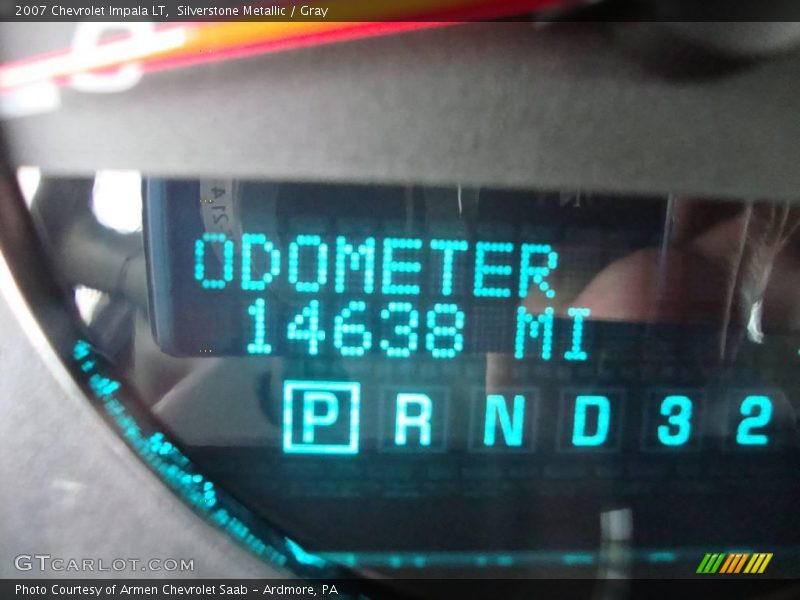 2007 Chevrolet Impala LT,  Silverstone Metallic / Gray
ODOMETER
14638 MI
P R N D 3 2
GTCARLOT.COM
Photo Courtesy of Armen Chevrolet Saab - Ardmore, PA